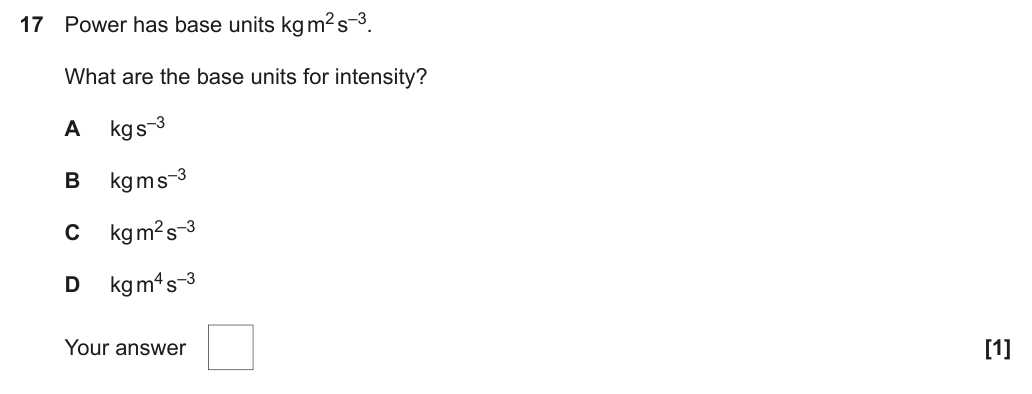 17 Power has base units kg m² s⁻³.
What are the base units for intensity?
A kg s⁻³
B kg m s⁻³
C kg m² s⁻³
D kg m⁴ s⁻³
Your answer [1]